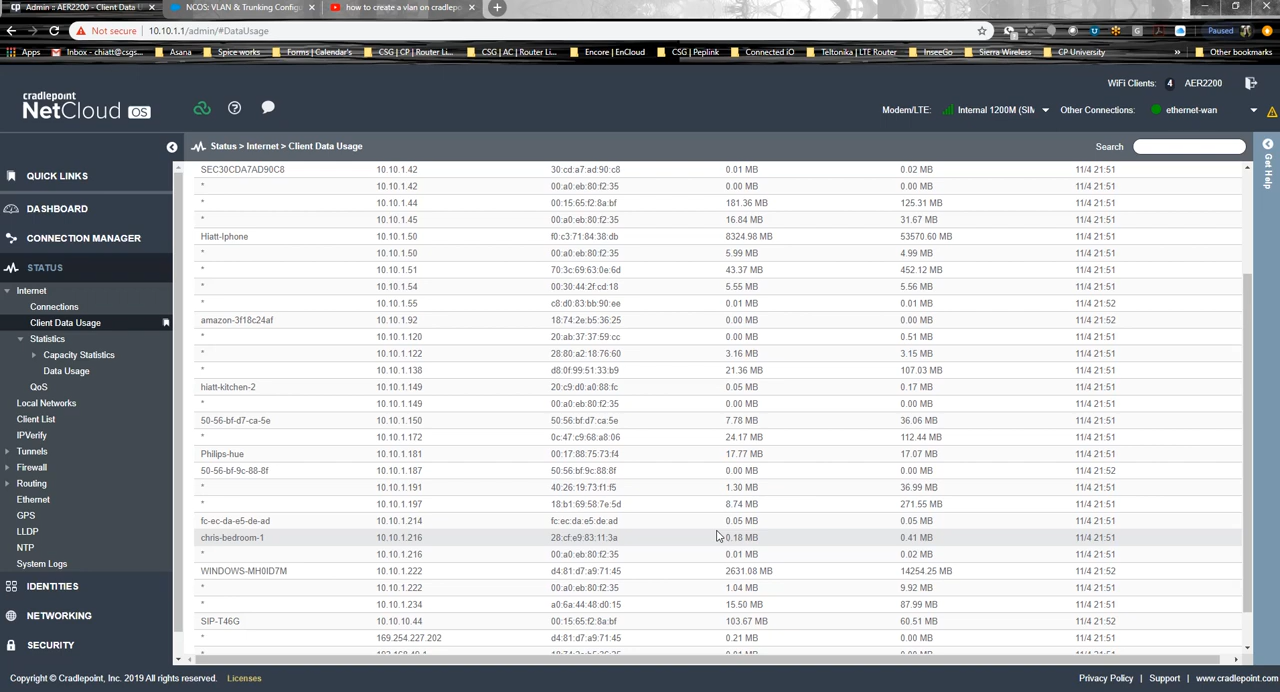 Admin :: AER2200 - Client Data U × NCOS: VLAN & Trunking Config × how to create a vlan on cradlep ×
Not secure | 10.10.1.1/admin/#DataUsage
Paused
Apps Inbox - chiatt@csgs... Asana Spice works Forms | Calendar's CSG | CP | Router Li... CSG | AC | Router Li... Encore | EnCloud CSG | Peplink Connected iO Teltonika | LTE Router InseeGo Sierra Wireless CP University » Other bookmarks
WiFi Clients: 4 AER2200
cradlepoint
NetCloud OS
Modem/LTE: Internal 1200M (SIM Other Connections: ethernet-wan
Status > Internet > Client Data Usage
Search
Get Help
QUICK LINKS
DASHBOARD
CONNECTION MANAGER
STATUS
Internet
Connections
Client Data Usage
Statistics
Capacity Statistics
Data Usage
QoS
Local Networks
Client List
IPVerify
Tunnels
Firewall
Routing
Ethernet
GPS
LLDP
NTP
System Logs
IDENTITIES
NETWORKING
SECURITY
SEC30CDA7AD90C8 10.10.1.42 30:cd:a7:ad:90:c8 0.01 MB 0.02 MB 11/4 21:51
* 10.10.1.42 00:a0:eb:80:f2:35 0.00 MB 0.00 MB 11/4 21:51
* 10.10.1.44 00:15:65:f2:8a:bf 181.36 MB 125.31 MB 11/4 21:51
* 10.10.1.45 00:a0:eb:80:f2:35 16.84 MB 31.67 MB 11/4 21:51
Hiatt-Iphone 10.10.1.50 f0:c3:71:84:38:db 8324.98 MB 53570.60 MB 11/4 21:51
* 10.10.1.50 00:a0:eb:80:f2:35 5.99 MB 4.99 MB 11/4 21:51
* 10.10.1.51 70:3c:69:63:0e:6d 43.37 MB 452.12 MB 11/4 21:51
* 10.10.1.54 00:30:44:2f:cd:18 5.55 MB 5.56 MB 11/4 21:51
* 10.10.1.55 c8:d0:83:bb:90:ee 0.01 MB 0.01 MB 11/4 21:52
amazon-3f18c24af 10.10.1.92 18:74:2e:b5:36:25 0.00 MB 0.00 MB 11/4 21:52
* 10.10.1.120 20:ab:37:37:59:cc 0.00 MB 0.51 MB 11/4 21:51
* 10.10.1.122 28:80:a2:18:76:60 3.16 MB 3.15 MB 11/4 21:51
* 10.10.1.138 d8:0f:99:51:33:b9 21.36 MB 107.03 MB 11/4 21:51
hiatt-kitchen-2 10.10.1.149 20:c9:d0:a0:88:fc 0.05 MB 0.17 MB 11/4 21:51
* 10.10.1.149 00:a0:eb:80:f2:35 0.00 MB 0.00 MB 11/4 21:51
50-56-bf-d7-ca-5e 10.10.1.150 50:56:bf:d7:ca:5e 7.78 MB 36.06 MB 11/4 21:51
* 10.10.1.172 0c:47:c9:68:a8:06 24.17 MB 112.44 MB 11/4 21:51
Philips-hue 10.10.1.181 00:17:88:75:73:f4 17.77 MB 17.07 MB 11/4 21:51
50-56-bf-9c-88-8f 10.10.1.187 50:56:bf:9c:88:8f 0.00 MB 0.00 MB 11/4 21:52
* 10.10.1.191 40:26:19:73:f1:f5 1.30 MB 36.99 MB 11/4 21:51
* 10.10.1.197 18:b1:69:58:7e:5d 8.74 MB 271.55 MB 11/4 21:51
fc-ec-da-e5-de-ad 10.10.1.214 fc:ec:da:e5:de:ad 0.05 MB 0.05 MB 11/4 21:51
chris-bedroom-1 10.10.1.216 28:cf:e9:83:11:3a 0.18 MB 0.41 MB 11/4 21:51
* 10.10.1.216 00:a0:eb:80:f2:35 0.01 MB 0.02 MB 11/4 21:51
WINDOWS-MH0ID7M 10.10.1.222 d4:81:d7:a9:71:45 2631.08 MB 14254.25 MB 11/4 21:52
* 10.10.1.222 00:a0:eb:80:f2:35 1.04 MB 9.92 MB 11/4 21:51
* 10.10.1.234 a0:6a:44:48:d0:15 15.50 MB 87.99 MB 11/4 21:51
SIP-T46G 10.10.10.44 00:15:65:f2:8a:bf 103.67 MB 60.51 MB 11/4 21:52
* 169.254.227.202 d4:81:d7:a9:71:45 0.21 MB 0.00 MB 11/4 21:51
Copyright © Cradlepoint, Inc. 2019 All rights reserved. Licenses
Privacy Policy | Support | www.cradlepoint.com